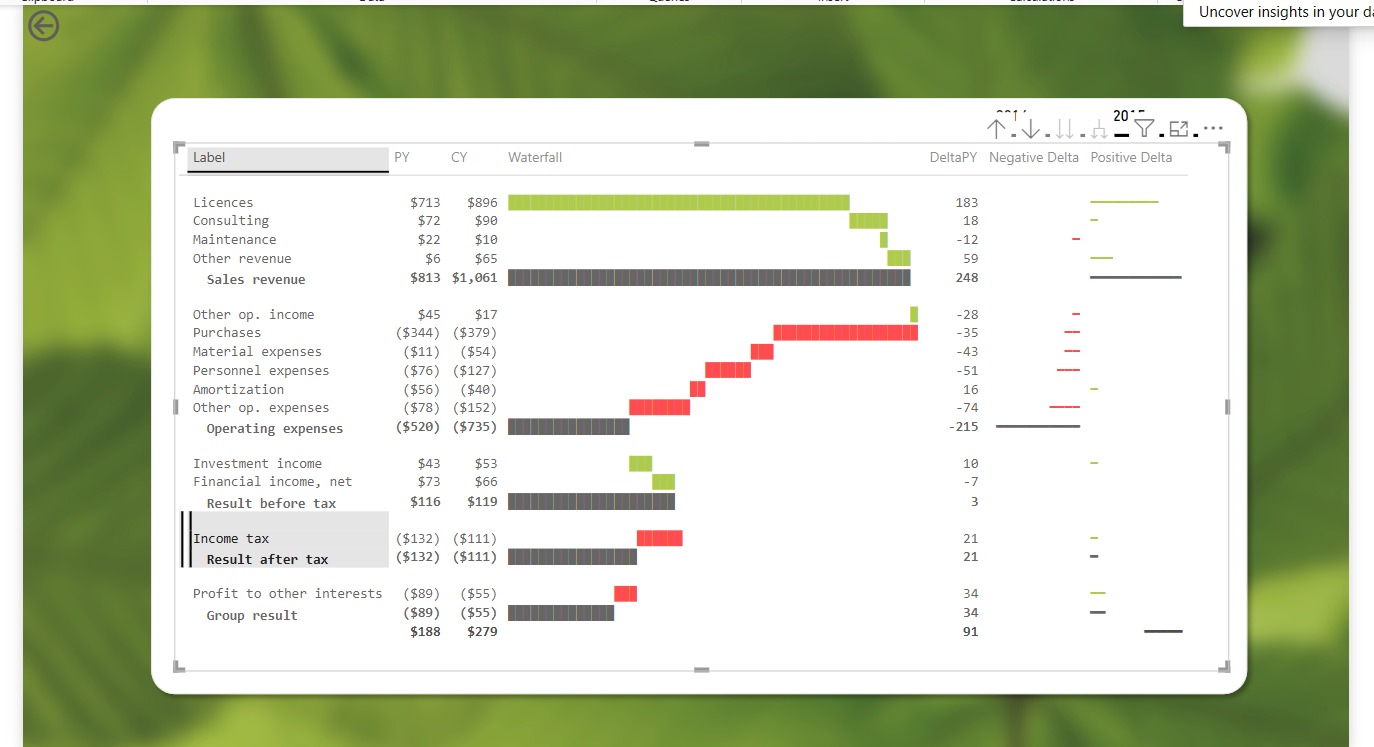 Uncover insights in your
Label PY CY Waterfall DeltaPY Negative Delta Positive Delta
Licences $713 $896 183
Consulting $72 $90 18
Maintenance $22 $10 -12
Other revenue $6 $65 59
Sales revenue $813 $1,061 248
Other op. income $45 $17 -28
Purchases ($344) ($379) -35
Material expenses ($11) ($54) -43
Personnel expenses ($76) ($127) -51
Amortization ($56) ($40) 16
Other op. expenses ($78) ($152) -74
Operating expenses ($520) ($735) -215
Investment income $43 $53 10
Financial income, net $73 $66 -7
Result before tax $116 $119 3
Income tax ($132) ($111) 21
Result after tax ($132) ($111) 21
Profit to other interests ($89) ($55) 34
Group result ($89) ($55) 34
$188 $279 91